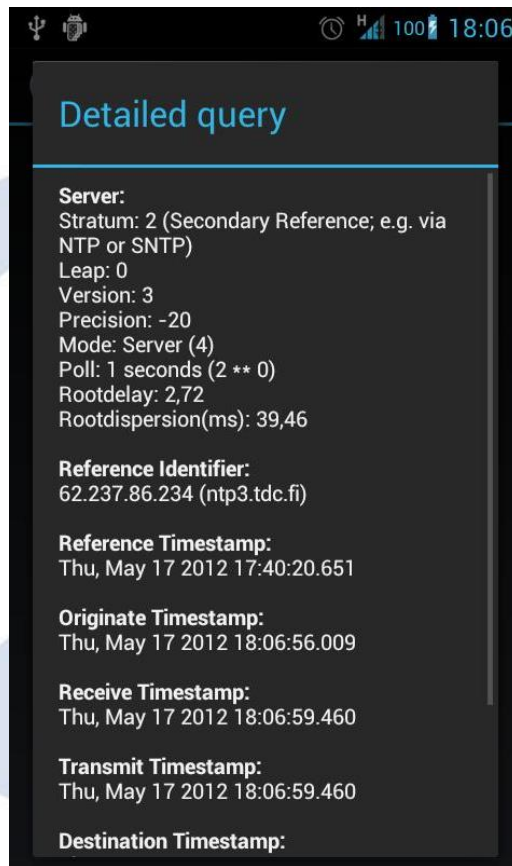 H 100 18:06
Detailed query
Server:
Stratum: 2 (Secondary Reference; e.g. via
NTP or SNTP)
Leap: 0
Version: 3
Precision: -20
Mode: Server (4)
Poll: 1 seconds (2 ** 0)
Rootdelay: 2,72
Rootdispersion(ms): 39,46
Reference Identifier:
62.237.86.234 (ntp3.tdc.fi)
Reference Timestamp:
Thu, May 17 2012 17:40:20.651
Originate Timestamp:
Thu, May 17 2012 18:06:56.009
Receive Timestamp:
Thu, May 17 2012 18:06:59.460
Transmit Timestamp:
Thu, May 17 2012 18:06:59.460
Destination Timestamp: